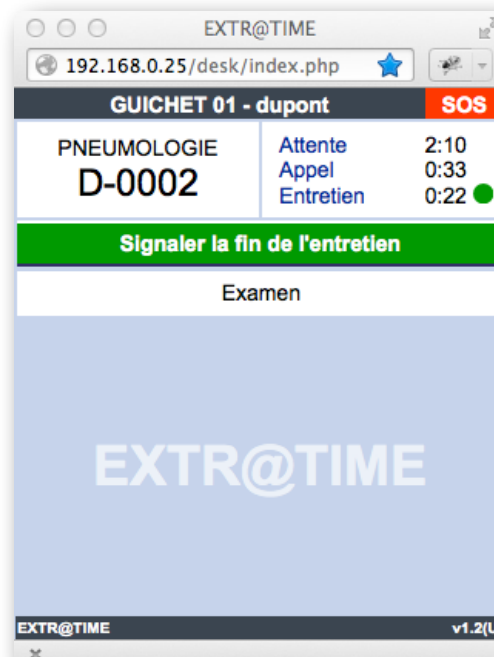 EXTR@TIME
192.168.0.25/desk/index.php
GUICHET 01 - dupont SOS
PNEUMOLOGIE
D-0002
Attente 2:10
Appel 0:33
Entretien 0:22
Signaler la fin de l'entretien
Examen
EXTR@TIME
EXTR@TIME v1.2(U